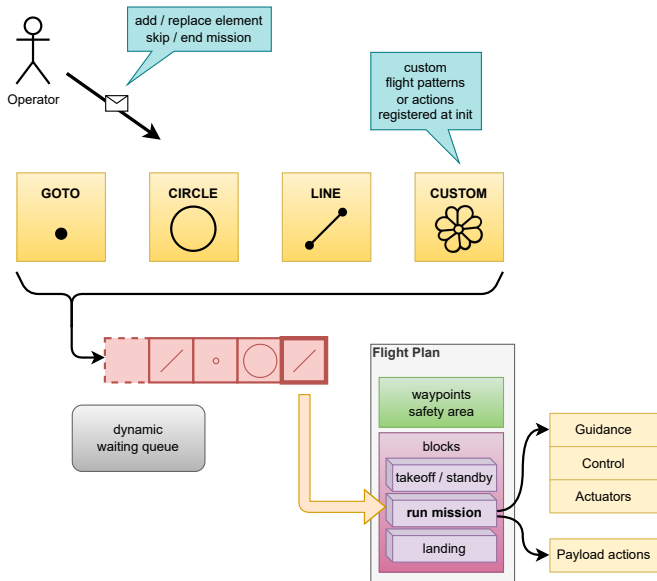 add / replace element
skip / end mission
Operator
custom
flight patterns
or actions
registered at init
GOTO
CIRCLE
LINE
CUSTOM
Flight Plan
waypoints
safety area
dynamic
waiting queue
blocks
takeoff / standby
run mission
landing
Guidance
Control
Actuators
Payload actions